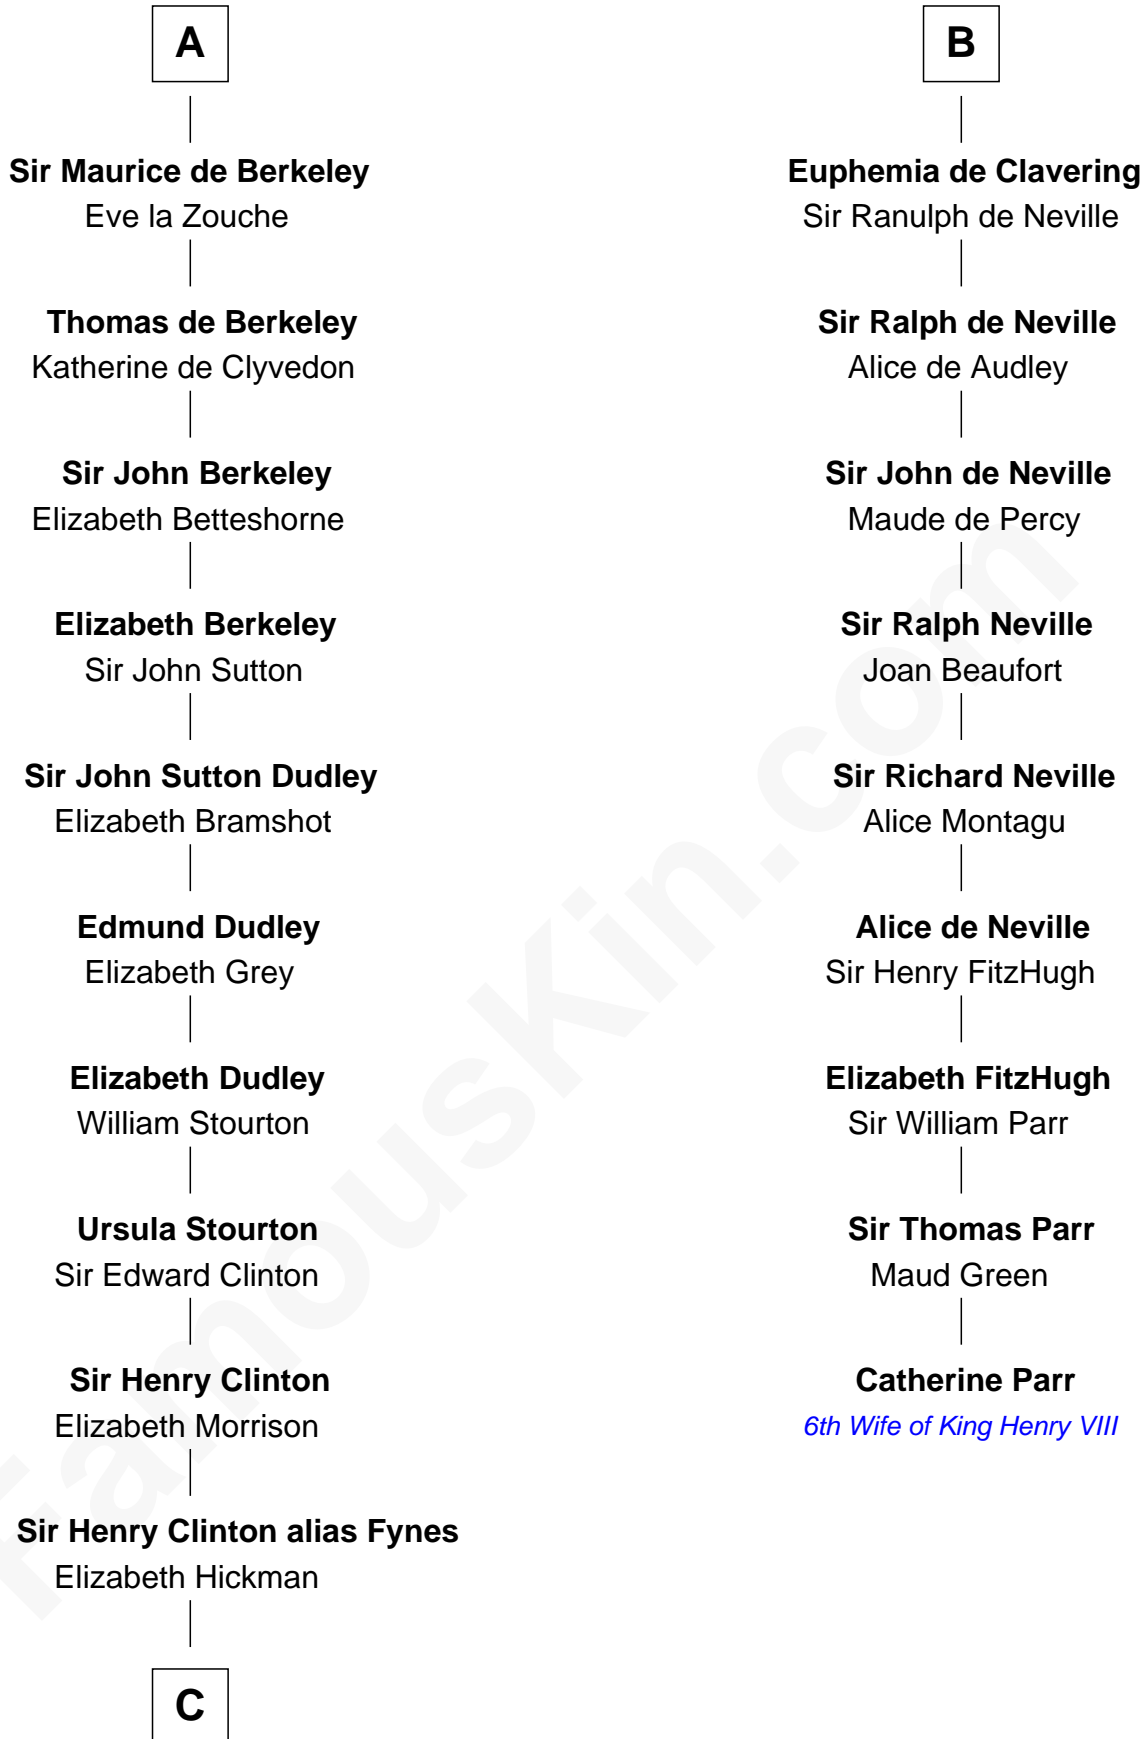 A
Sir Maurice de Berkeley
Eve la Zouche
Thomas de Berkeley
Katherine de Clyvedon
Sir John Berkeley
Elizabeth Betteshorne
Elizabeth Berkeley
Sir John Sutton
Sir John Sutton Dudley
Elizabeth Bramshot
Edmund Dudley
Elizabeth Grey
Elizabeth Dudley
William Stourton
Ursula Stourton
Sir Edward Clinton
Sir Henry Clinton
Elizabeth Morrison
Sir Henry Clinton alias Fynes
Elizabeth Hickman
C
B
Euphemia de Clavering
Sir Ranulph de Neville
Sir Ralph de Neville
Alice de Audley
Sir John de Neville
Maude de Percy
Sir Ralph Neville
Joan Beaufort
Sir Richard Neville
Alice Montagu
Alice de Neville
Sir Henry FitzHugh
Elizabeth FitzHugh
Sir William Parr
Sir Thomas Parr
Maud Green
Catherine Parr
6th Wife of King Henry VIII
FamousKin.com